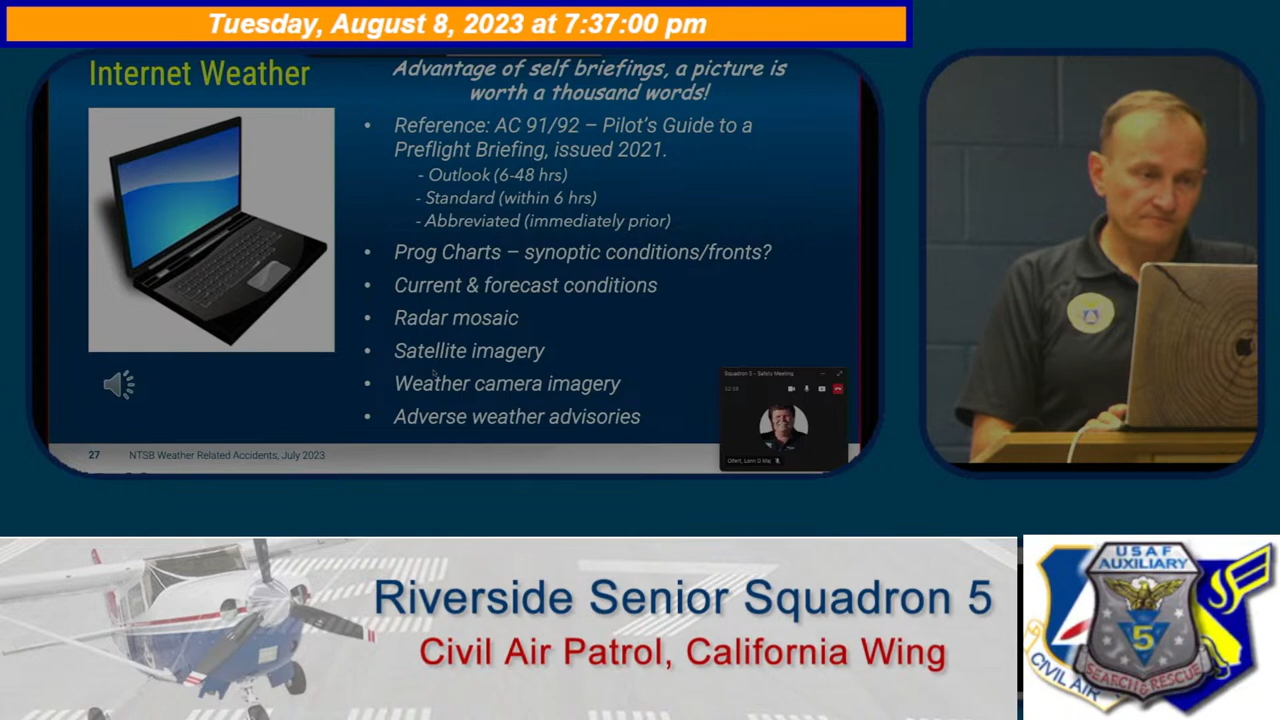 Tuesday, August 8, 2023 at 7:37:00 pm
Internet Weather
Advantage of self briefings, a picture is
worth a thousand words!
• Reference: AC 91/92 – Pilot's Guide to a
Preflight Briefing, issued 2021.
- Outlook (6-48 hrs)
- Standard (within 6 hrs)
- Abbreviated (immediately prior)
• Prog Charts – synoptic conditions/fronts?
• Current & forecast conditions
• Radar mosaic
• Satellite imagery
• Weather camera imagery
• Adverse weather advisories
Squadron 5 - Safety Meeting
27 NTSB Weather Related Accidents, July 2023
Riverside Senior Squadron 5
Civil Air Patrol, California Wing
USAF
AUXILIARY
5
SEARCH & RESCUE
CIVIL AIR